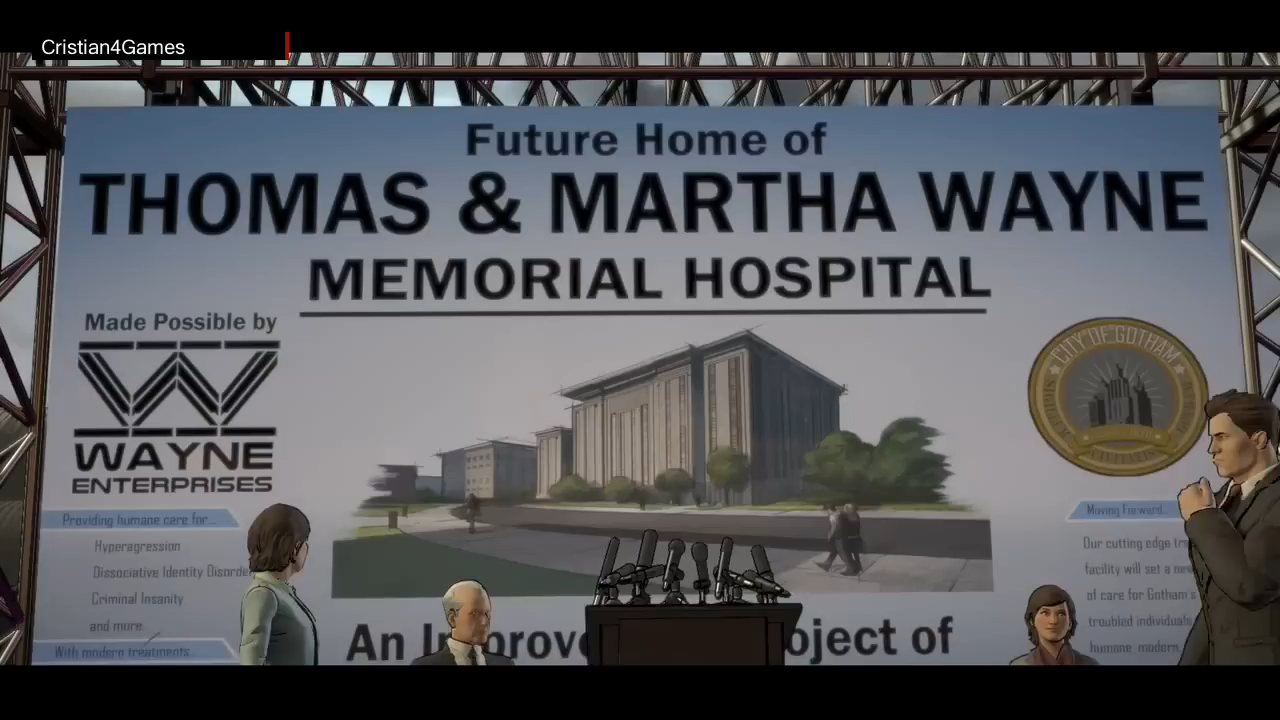 Cristian4Games
Future Home of
THOMAS & MARTHA WAYNE
MEMORIAL HOSPITAL
Made Possible by
WAYNE
ENTERPRISES
CITY OF GOTHAM
Providing humane care for...
Hyperagression
Dissociative Identity Disorder
Criminal Insanity
and more
With modern treatments...
Moving Forward...
Our cutting edge
facility will set a
of care for Gotham's
troubled individuals
humane, modern,
An
oject of